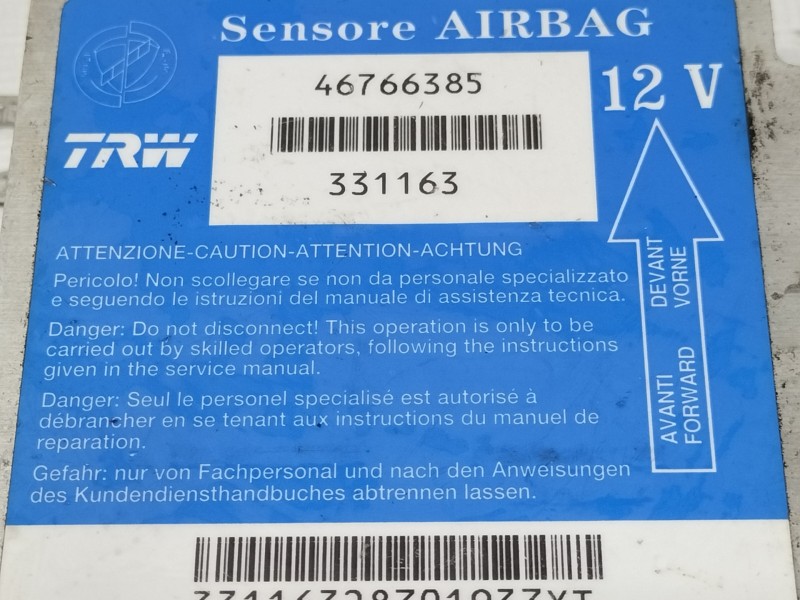 Sensore AIRBAG
46766385
12 V
TRW
331163
ATTENZIONE-CAUTION-ATTENTION-ACHTUNG
Pericolo! Non scollegare se non da personale specializzato
e seguendo le istruzioni del manuale di assistenza tecnica.
Danger: Do not disconnect! This operation is only to be
carried out by skilled operators, following the instructions
given in the service manual.
Danger: Seul le personel specialisé est autorisé à
débrancher en se tenant aux instructions du manuel de
reparation.
Gefahr: nur von Fachpersonal und nach den Anweisungen
des Kundendiensthandbuches abtrennen lassen.
AVANTI DEVANT
FORWARD VORNE